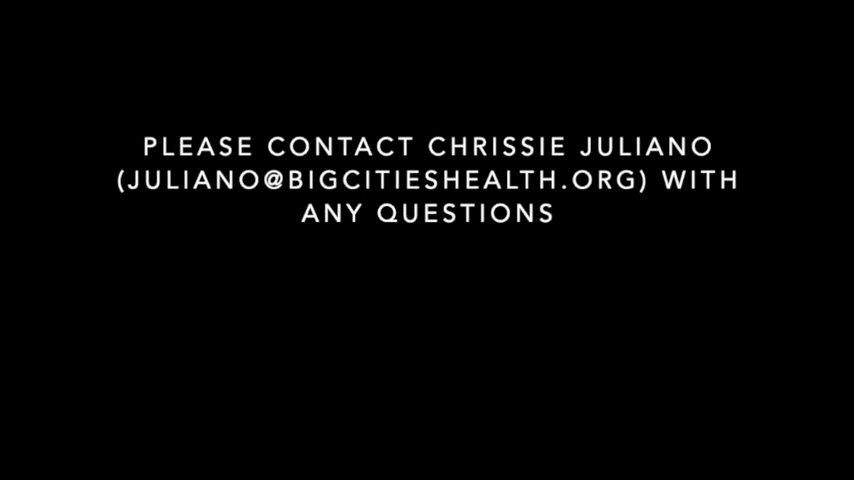 PLEASE CONTACT CHRISSIE JULIANO
(JULIANO@BIGCITIESHEALTH.ORG) WITH
ANY QUESTIONS